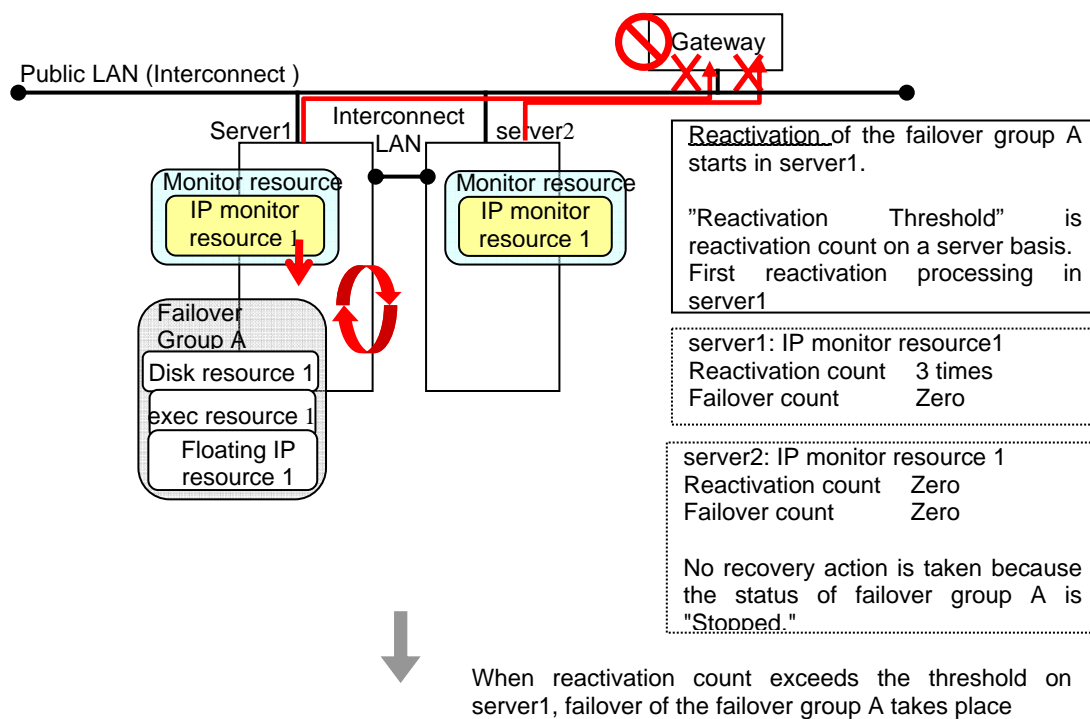 Gateway
Public LAN (Interconnect )
Server1
Interconnect
LAN
server2
Monitor resource
IP monitor
resource 1
Monitor resource
IP monitor
resource 1
Failover
Group A
Disk resource 1
exec resource 1
Floating IP
resource 1
Reactivation of the failover group A
starts in server1.
”Reactivation Threshold” is
reactivation count on a server basis.
First reactivation processing in
server1
server1: IP monitor resource1
Reactivation count 3 times
Failover count Zero
server2: IP monitor resource 1
Reactivation count Zero
Failover count Zero
No recovery action is taken because
the status of failover group A is
"Stopped."
When reactivation count exceeds the threshold on
server1, failover of the failover group A takes place